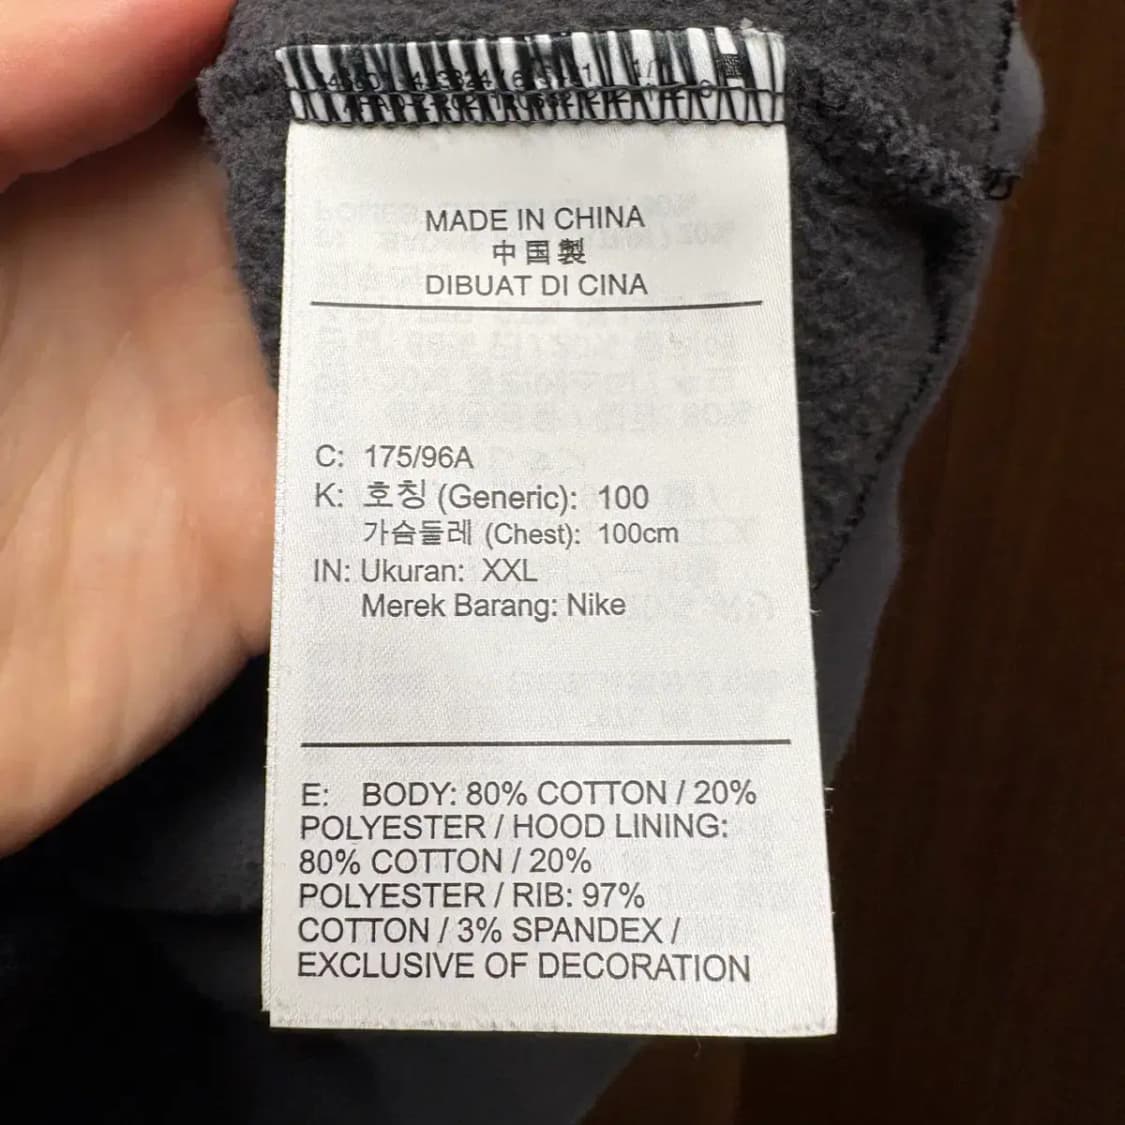 MADE IN CHINA
中国製
DIBUAT DI CINA
C: 175/96A
K: 호칭 (Generic): 100
가슴둘레 (Chest): 100cm
IN: Ukuran: XXL
Merek Barang: Nike
E: BODY: 80% COTTON / 20%
POLYESTER / HOOD LINING:
80% COTTON / 20%
POLYESTER / RIB: 97%
COTTON / 3% SPANDEX /
EXCLUSIVE OF DECORATION